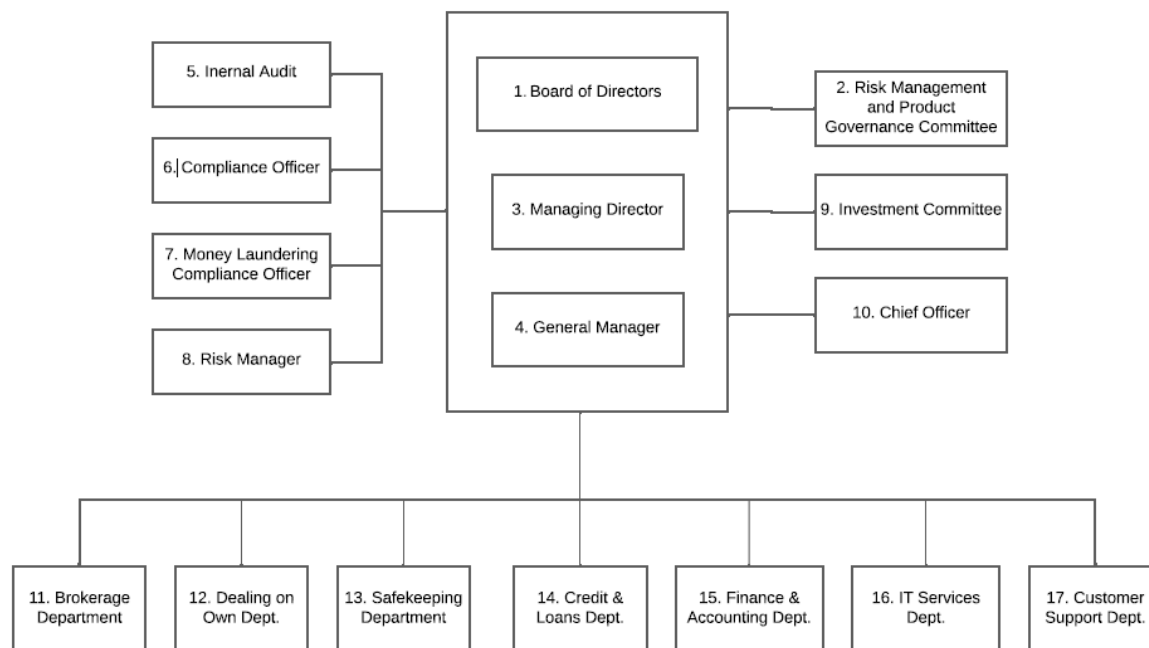 5. Inernal Audit
6. Compliance Officer
7. Money Laundering
Compliance Officer
8. Risk Manager
1. Board of Directors
3. Managing Director
4. General Manager
2. Risk Management
and Product
Governance Committee
9. Investment Committee
10. Chief Officer
11. Brokerage
Department
12. Dealing on
Own Dept.
13. Safekeeping
Department
14. Credit &
Loans Dept.
15. Finance &
Accounting Dept.
16. IT Services
Dept.
17. Customer
Support Dept.